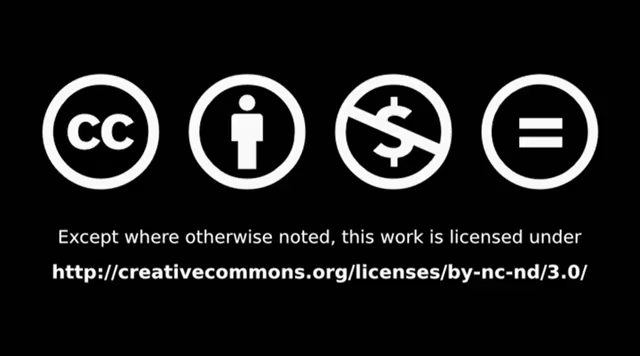 cc
$
=
Except where otherwise noted, this work is licensed under
http://creativecommons.org/licenses/by-nc-nd/3.0/